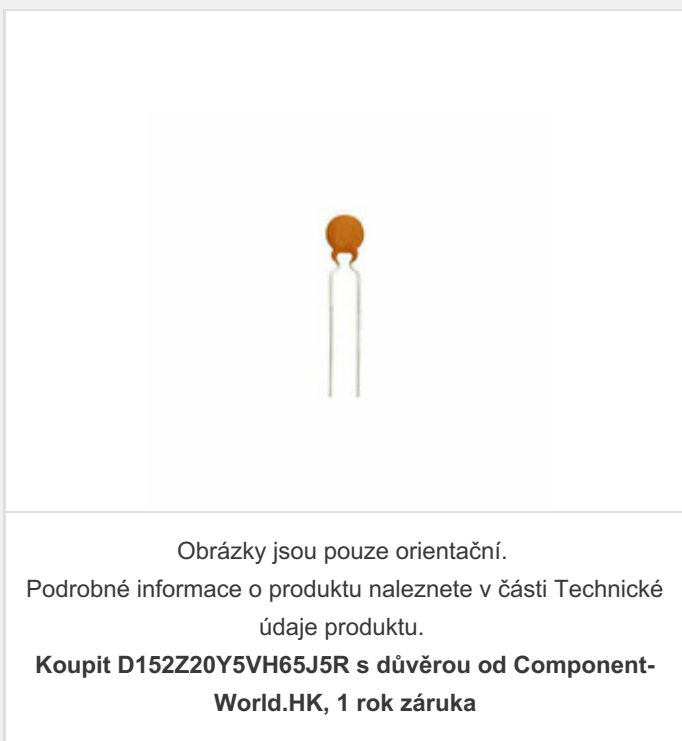 Obrázky jsou pouze orientační.
Podrobné informace o produktu naleznete v části Technické
údaje produktu.
Koupit D152Z20Y5VH65J5R s důvěrou od Component-
World.HK, 1 rok záruka